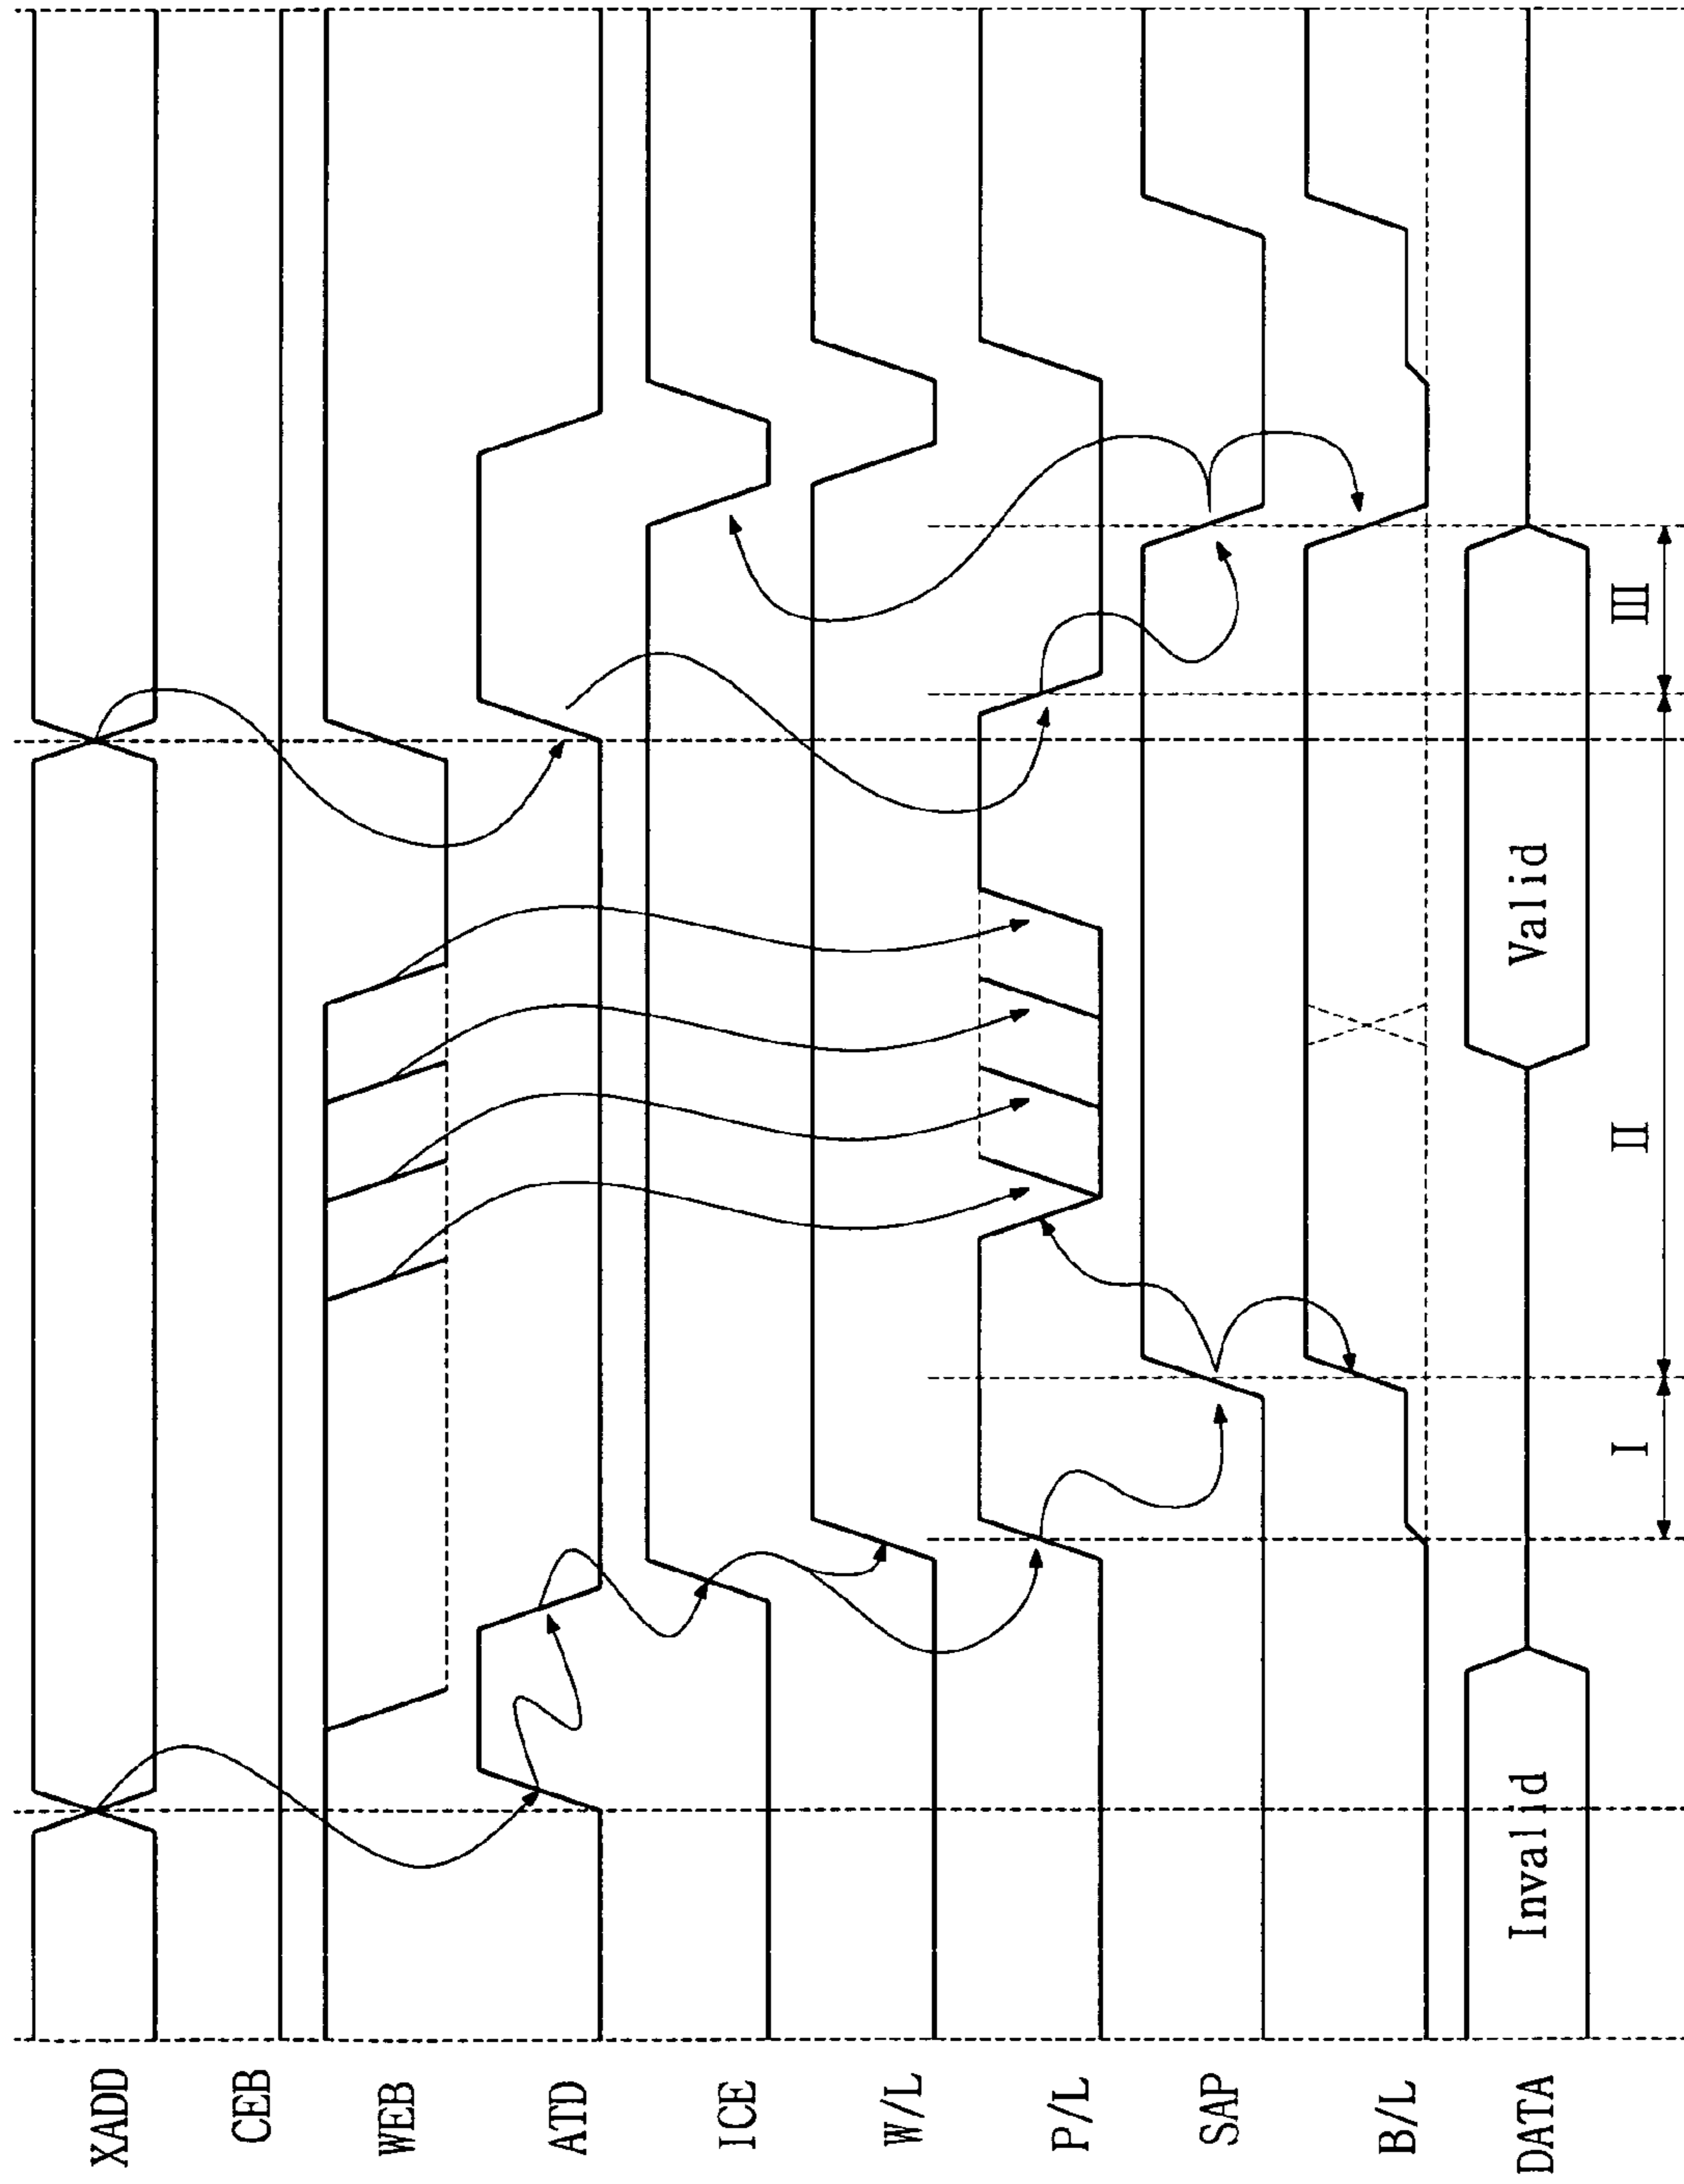 XADD
CEB
WEB
ATD
ICE
W/L
P/L
SAP
B/L
DATA
Invalid
Valid
I
II
III